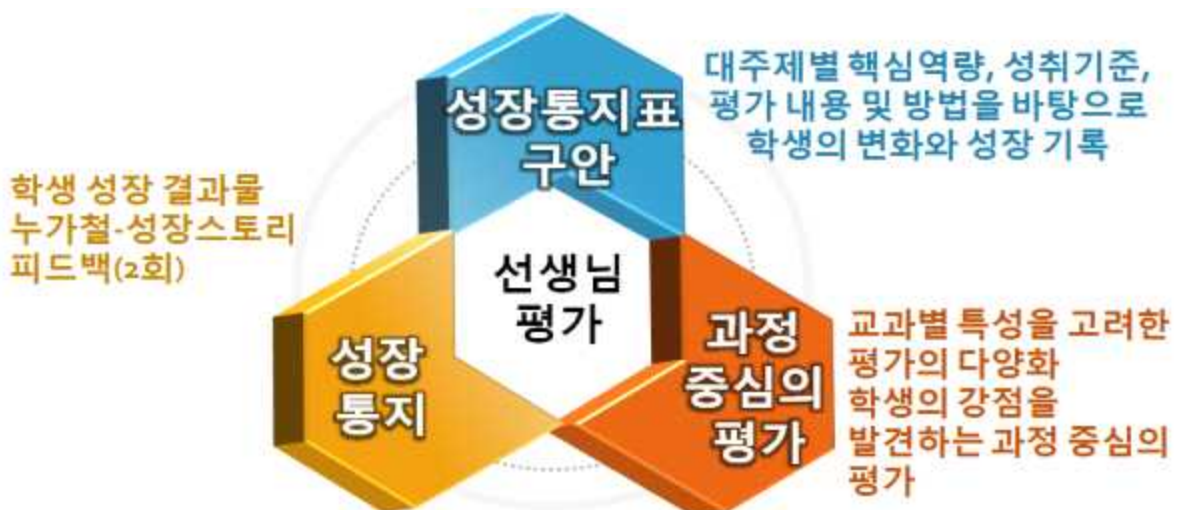 성장통지표
구안
대주제별 핵심역량, 성취기준,
평가 내용 및 방법을 바탕으로
학생의 변화와 성장 기록
학생 성장 결과물
누가철-성장스토리
피드백(2회)
선생님
평가
성장
통지
과정
중심의
평가
교과별 특성을 고려한
평가의 다양화
학생의 강점을
발견하는 과정 중심의
평가